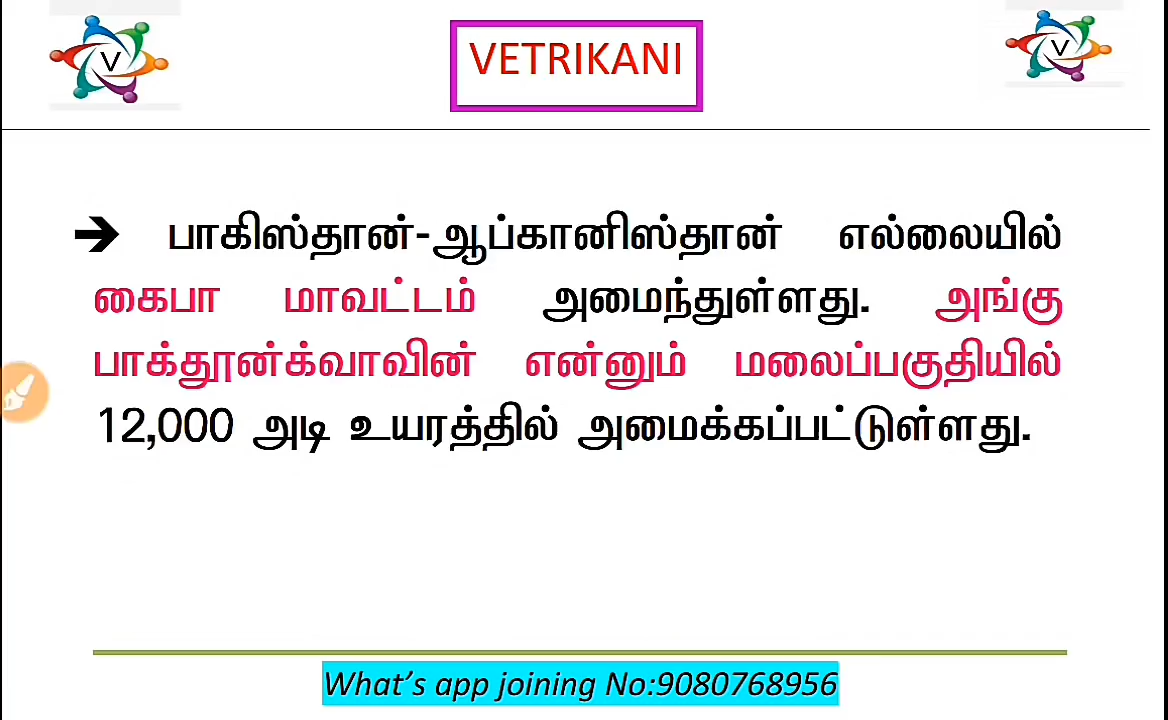 V
VETRIKANI
V
➔ பாகிஸ்தான்-ஆப்கானிஸ்தான் எல்லையில்
கைபா மாவட்டம் அமைந்துள்ளது. அங்கு
பாக்தூன்க்வாவின் என்னும் மலைப்பகுதியில்
12,000 அடி உயரத்தில் அமைக்கப்பட்டுள்ளது.
What's app joining No:9080768956